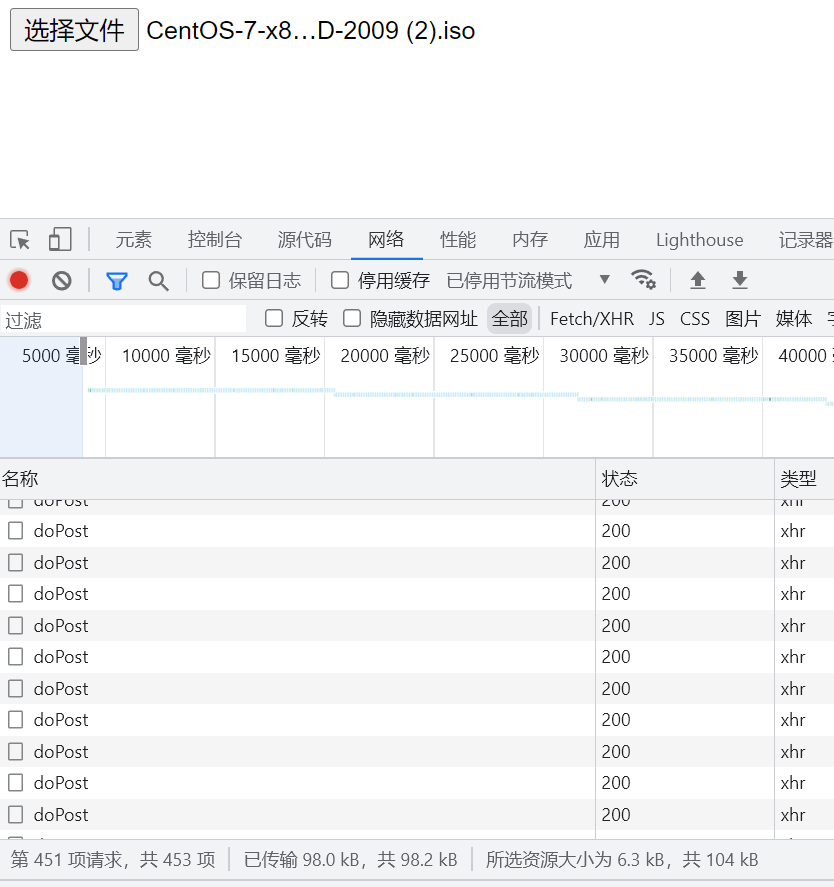 选择文件 CentOS-7-x8…D-2009 (2).iso
元素 控制台 源代码 网络 性能 内存 应用 Lighthouse 记录器
保留日志 停用缓存 已停用节流模式
过滤 反转 隐藏数据网址 全部 Fetch/XHR JS CSS 图片 媒体
5000 毫秒 10000 毫秒 15000 毫秒 20000 毫秒 25000 毫秒 30000 毫秒 35000 毫秒 40000
名称 状态 类型
doPost 200 xhr
doPost 200 xhr
doPost 200 xhr
doPost 200 xhr
doPost 200 xhr
doPost 200 xhr
doPost 200 xhr
doPost 200 xhr
doPost 200 xhr
doPost 200 xhr
doPost 200 xhr
第 451 项请求，共 453 项 已传输 98.0 kB，共 98.2 kB 所选资源大小为 6.3 kB，共 104 kB